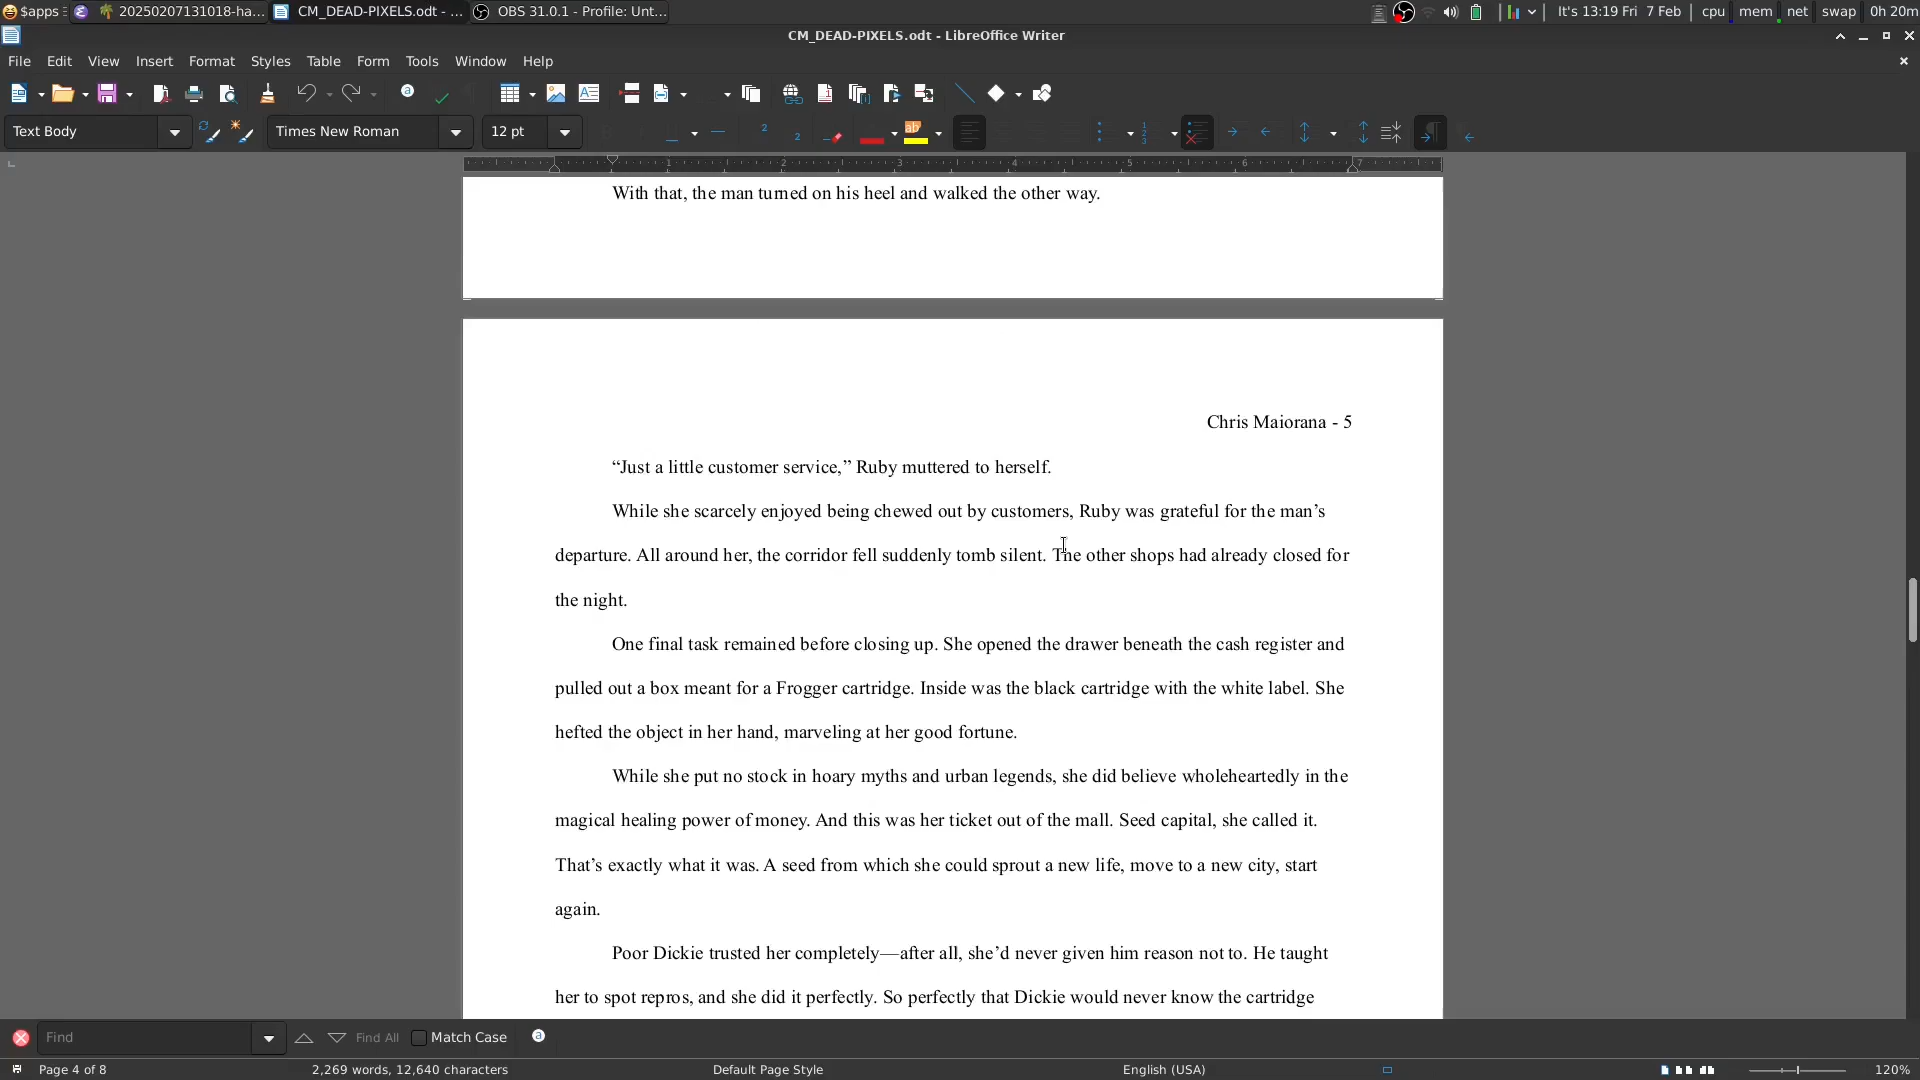 $apps
20250207131018-ha...
CM_DEAD-PIXELS.odt - ...
OBS 31.0.1 - Profile: Unt...
It's 13:19 Fri 7 Feb
cpu
mem
net
swap
0h 20m
CM_DEAD-PIXELS.odt - LibreOffice Writer
File Edit View Insert Format Styles Table Form Tools Window Help
Text Body
Times New Roman
12 pt
2 3 4 5 6 7
With that, the man turned on his heel and walked the other way.
Chris Maiorana - 5
“Just a little customer service,” Ruby muttered to herself.
While she scarcely enjoyed being chewed out by customers, Ruby was grateful for the man’s
departure. All around her, the corridor fell suddenly tomb silent. The other shops had already closed for
the night.
One final task remained before closing up. She opened the drawer beneath the cash register and
pulled out a box meant for a Frogger cartridge. Inside was the black cartridge with the white label. She
hefted the object in her hand, marveling at her good fortune.
While she put no stock in hoary myths and urban legends, she did believe wholeheartedly in the
magical healing power of money. And this was her ticket out of the mall. Seed capital, she called it.
That’s exactly what it was. A seed from which she could sprout a new life, move to a new city, start
again.
Poor Dickie trusted her completely—after all, she’d never given him reason not to. He taught
her to spot repros, and she did it perfectly. So perfectly that Dickie would never know the cartridge
Find
Find All
Match Case
Page 4 of 8
2,269 words, 12,640 characters
Default Page Style
English (USA)
120%